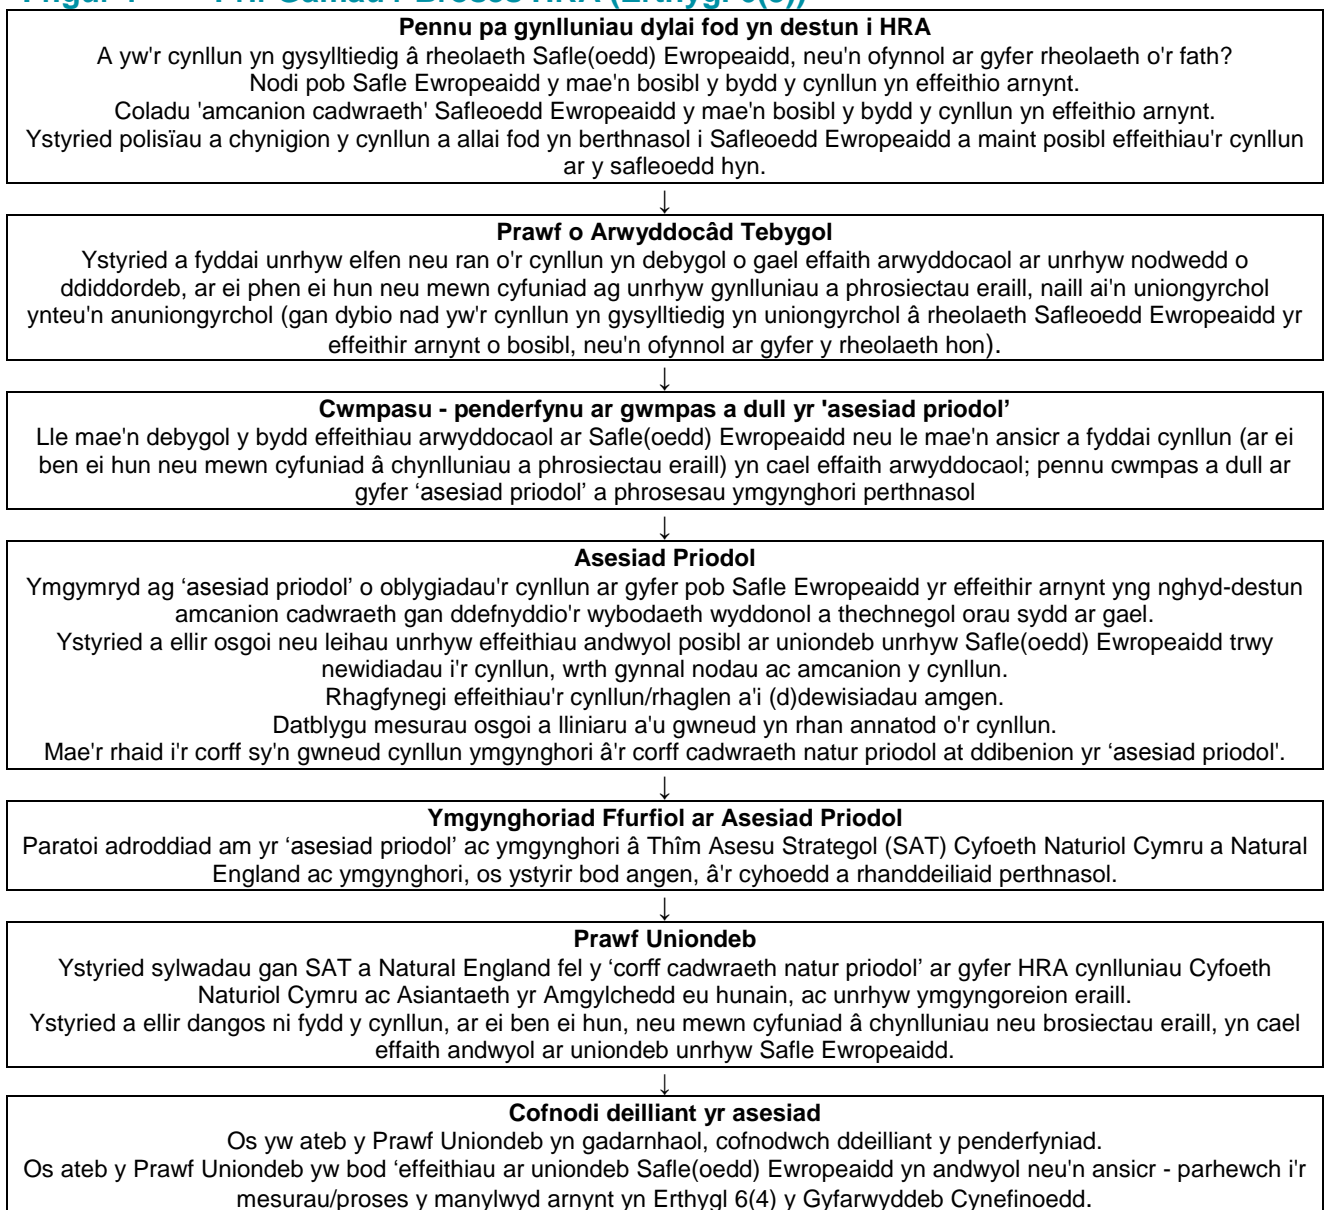 Pennu pa gynlluniau dylai fod yn destun i HRA
A yw'r cynllun yn gysylltiedig â rheolaeth Safle(oedd) Ewropeaidd, neu'n ofynnol ar gyfer rheolaeth o'r fath?
Nodi pob Safle Ewropeaidd y mae'n bosibl y bydd y cynllun yn effeithio arnynt.
Coladu 'amcanion cadwraeth' Safleoedd Ewropeaidd y mae'n bosibl y bydd y cynllun yn effeithio arnynt.
Ystyried polisïau a chynigion y cynllun a allai fod yn berthnasol i Safleoedd Ewropeaidd a maint posibl effeithiau'r cynllun
ar y safleoedd hyn.
↓
Prawf o Arwyddocâd Tebygol
Ystyried a fyddai unrhyw elfen neu ran o'r cynllun yn debygol o gael effaith arwyddocaol ar unrhyw nodwedd o
ddiddordeb, ar ei phen ei hun neu mewn cyfuniad ag unrhyw gynlluniau a phrosiectau eraill, naill ai'n uniongyrchol
ynteu'n anuniongyrchol (gan dybio nad yw'r cynllun yn gysylltiedig yn uniongyrchol â rheolaeth Safleoedd Ewropeaidd yr
effeithir arnynt o bosibl, neu'n ofynnol ar gyfer y rheolaeth hon).
↓
Cwmpasu - penderfynu ar gwmpas a dull yr 'asesiad priodol’
Lle mae'n debygol y bydd effeithiau arwyddocaol ar Safle(oedd) Ewropeaidd neu le mae'n ansicr a fyddai cynllun (ar ei
ben ei hun neu mewn cyfuniad â chynlluniau a phrosiectau eraill) yn cael effaith arwyddocaol; pennu cwmpas a dull ar
gyfer ‘asesiad priodol’ a phrosesau ymgynghori perthnasol
↓
Asesiad Priodol
Ymgymryd ag ‘asesiad priodol’ o oblygiadau'r cynllun ar gyfer pob Safle Ewropeaidd yr effeithir arnynt yng nghyd-destun
amcanion cadwraeth gan ddefnyddio'r wybodaeth wyddonol a thechnegol orau sydd ar gael.
Ystyried a ellir osgoi neu leihau unrhyw effeithiau andwyol posibl ar uniondeb unrhyw Safle(oedd) Ewropeaidd trwy
newidiadau i'r cynllun, wrth gynnal nodau ac amcanion y cynllun.
Rhagfynegi effeithiau'r cynllun/rhaglen a'i (d)dewisiadau amgen.
Datblygu mesurau osgoi a lliniaru a'u gwneud yn rhan annatod o'r cynllun.
Mae'r rhaid i'r corff sy'n gwneud cynllun ymgynghori â'r corff cadwraeth natur priodol at ddibenion yr ‘asesiad priodol'.
↓
Ymgynghoriad Ffurfiol ar Asesiad Priodol
Paratoi adroddiad am yr ‘asesiad priodol’ ac ymgynghori â Thîm Asesu Strategol (SAT) Cyfoeth Naturiol Cymru a Natural
England ac ymgynghori, os ystyrir bod angen, â'r cyhoedd a rhanddeiliaid perthnasol.
↓
Prawf Uniondeb
Ystyried sylwadau gan SAT a Natural England fel y ‘corff cadwraeth natur priodol’ ar gyfer HRA cynlluniau Cyfoeth
Naturiol Cymru ac Asiantaeth yr Amgylchedd eu hunain, ac unrhyw ymgyngoreion eraill.
Ystyried a ellir dangos ni fydd y cynllun, ar ei ben ei hun, neu mewn cyfuniad â chynlluniau neu brosiectau eraill, yn cael
effaith andwyol ar uniondeb unrhyw Safle Ewropeaidd.
↓
Cofnodi deilliant yr asesiad
Os yw ateb y Prawf Uniondeb yn gadarnhaol, cofnodwch ddeilliant y penderfyniad.
Os ateb y Prawf Uniondeb yw bod ‘effeithiau ar uniondeb Safle(oedd) Ewropeaidd yn andwyol neu'n ansicr - parhewch i'r
mesurau/proses y manylwyd arnynt yn Erthygl 6(4) y Gyfarwyddeb Cynefinoedd.